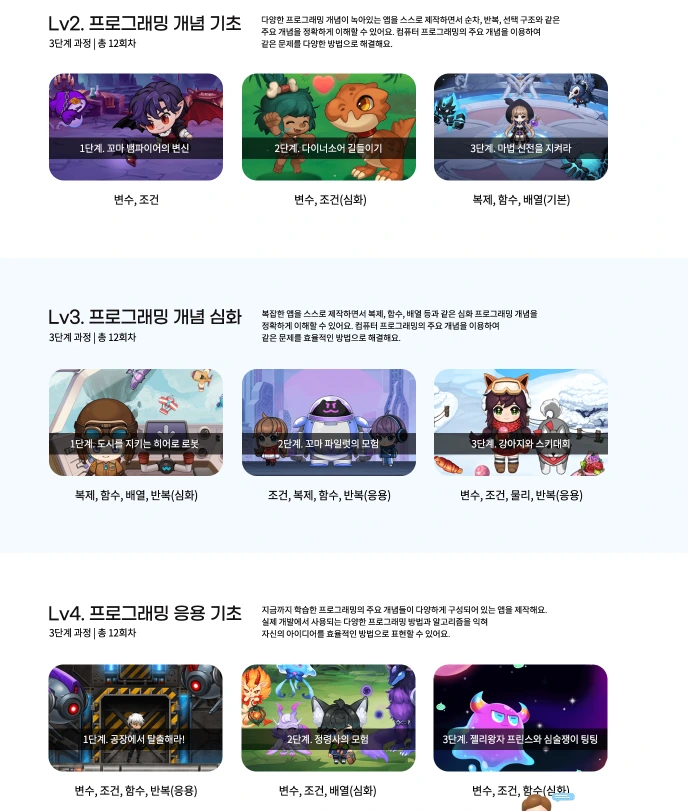 Lv2. 프로그래밍 개념 기초
3단계 과정 | 총 12회차
다양한 프로그래밍 개념이 녹아있는 앱을 스스로 제작하면서 순차, 반복, 선택 구조와 같은
주요 개념을 정확하게 이해할 수 있어요. 컴퓨터 프로그래밍의 주요 개념을 이용하여
같은 문제를 다양한 방법으로 해결해요.
1단계. 꼬마 뱀파이어의 변신
2단계. 다이너소어 길들이기
3단계. 마법 신전을 지켜라
변수, 조건
변수, 조건(심화)
복제, 함수, 배열(기본)
Lv3. 프로그래밍 개념 심화
3단계 과정 | 총 12회차
복잡한 앱을 스스로 제작하면서 복제, 함수, 배열 등과 같은 심화 프로그래밍 개념을
정확하게 이해할 수 있어요. 컴퓨터 프로그래밍의 주요 개념을 이용하여
같은 문제를 효율적인 방법으로 해결해요.
1단계. 도시를 지키는 히어로 로봇
2단계. 꼬마 파일럿의 모험
3단계. 강아지와 스키대회
복제, 함수, 배열, 반복(심화)
조건, 복제, 함수, 반복(응용)
변수, 조건, 물리, 반복(응용)
Lv4. 프로그래밍 응용 기초
3단계 과정 | 총 12회차
지금까지 학습한 프로그래밍의 주요 개념들이 다양하게 구성되어 있는 앱을 제작해요.
실제 개발에서 사용되는 다양한 프로그래밍 방법과 알고리즘을 익혀
자신의 아이디어를 효율적인 방법으로 표현할 수 있어요.
1단계. 공장에서 탈출해라!
2단계. 정령사의 모험
3단계. 젤리왕자 프린스와 심술쟁이 팅팅
변수, 조건, 함수, 반복(응용)
변수, 조건, 배열(심화)
변수, 조건, 함수(심화)